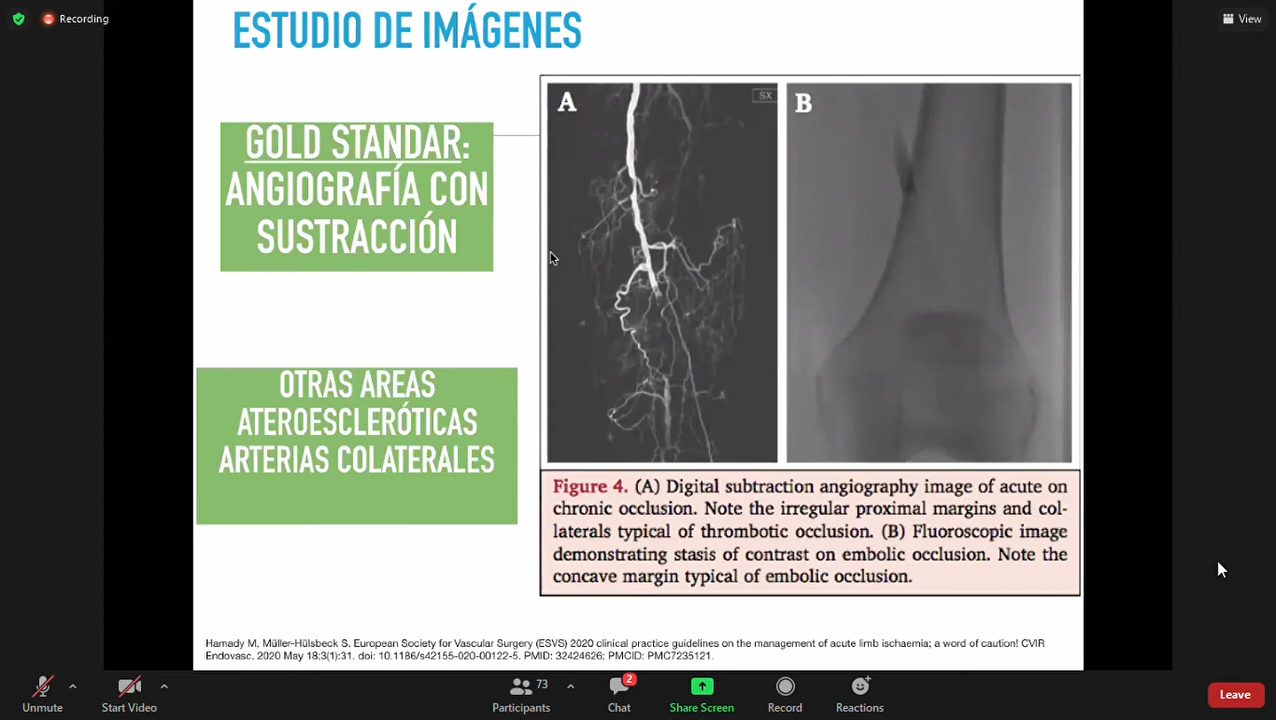 Recording
View
ESTUDIO DE IMÁGENES
GOLD STANDAR:
ANGIOGRAFÍA CON
SUSTRACCIÓN
OTRAS AREAS
ATEROESCLERÓTICAS
ARTERIAS COLATERALES
A
SX
B
Figure 4. (A) Digital subtraction angiography image of acute on
chronic occlusion. Note the irregular proximal margins and col-
laterals typical of thrombotic occlusion. (B) Fluoroscopic image
demonstrating stasis of contrast on embolic occlusion. Note the
concave margin typical of embolic occlusion.
Hamady M, Müller-Hülsbeck S. European Society for Vascular Surgery (ESVS) 2020 clinical practice guidelines on the management of acute limb ischaemia; a word of caution! CVIR
Endovasc. 2020 May 18;3(1):31. doi: 10.1186/s42155-020-00122-5. PMID: 32424626; PMCID: PMC7235121.
Unmute
Start Video
73
Participants
2
Chat
Share Screen
Record
Reactions
Leave